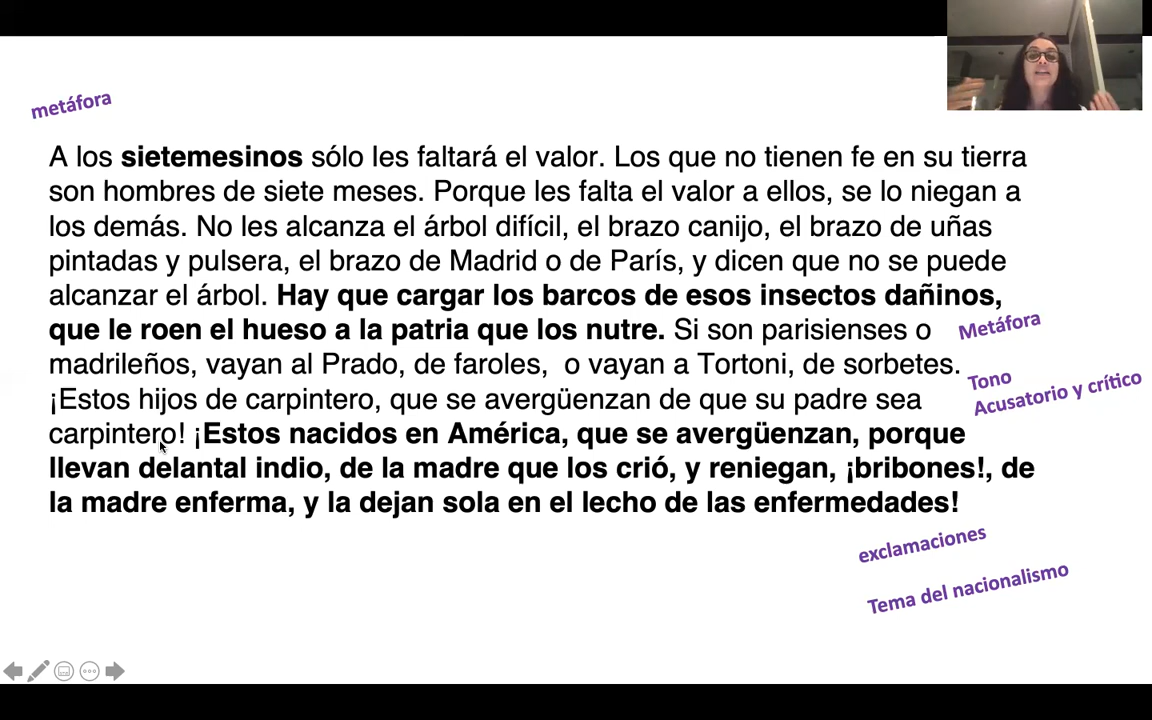 metáfora
A los sietemesinos sólo les faltará el valor. Los que no tienen fe en su tierra
son hombres de siete meses. Porque les falta el valor a ellos, se lo niegan a
los demás. No les alcanza el árbol difícil, el brazo canijo, el brazo de uñas
pintadas y pulsera, el brazo de Madrid o de París, y dicen que no se puede
alcanzar el árbol. Hay que cargar los barcos de esos insectos dañinos,
que le roen el hueso a la patria que los nutre. Si son parisienses o
madrileños, vayan al Prado, de faroles, o vayan a Tortoni, de sorbetes.
¡Estos hijos de carpintero, que se avergüenzan de que su padre sea
carpintero! ¡Estos nacidos en América, que se avergüenzan, porque
llevan delantal indio, de la madre que los crió, y reniegan, ¡bribones!, de
la madre enferma, y la dejan sola en el lecho de las enfermedades!
Metáfora
Tono
Acusatorio y crítico
exclamaciones
Tema del nacionalismo